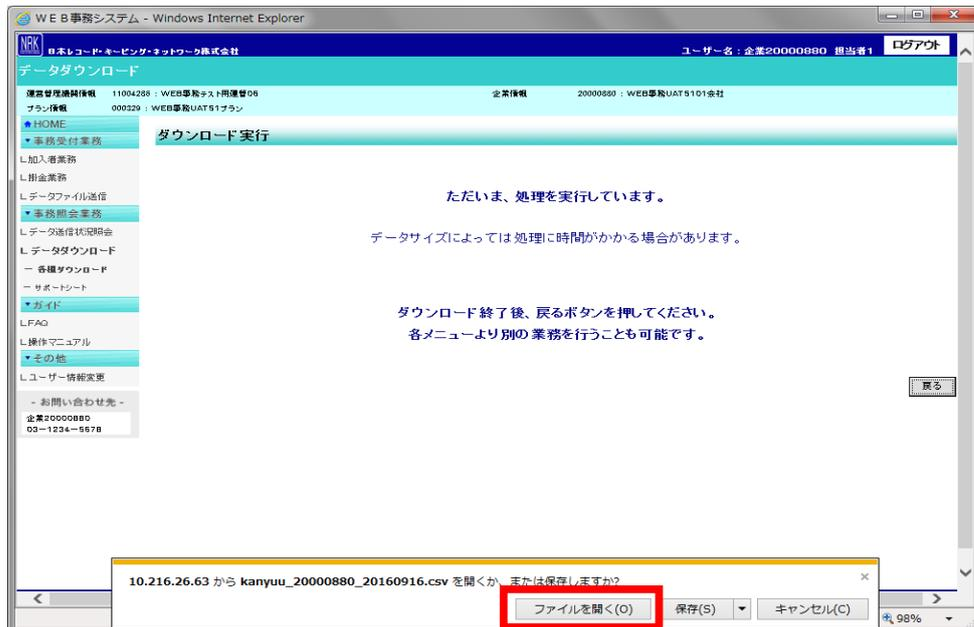 WEB事務システム - Windows Internet Explorer
NRK 日本レコード・キーピング・ネットワーク株式会社
ユーザー名：企業20000880 担当者1
ログアウト
データダウンロード
運営管理機関情報 11004288：WEB事務テスト用運管06 企業情報 20000880：WEB事務UAT5101会社
プラン情報 000329：WEB事務UAT51プラン
HOME
ダウンロード実行
▼事務受付業務
L加入者業務
L掛金業務
Lデータファイル送信
▼事務照会業務
Lデータ送信状況照会
Lデータダウンロード
ー 各種ダウンロード
ー サポートシート
▼ガイド
LFAQ
L操作マニュアル
▼その他
Lユーザー情報変更
- お問い合わせ先 -
企業20000880
03－1234－5678
ただいま、処理を実行しています。
データサイズによっては処理に時間がかかる場合があります。
ダウンロード終了後、戻るボタンを押してください。
各メニューより別の業務を行うことも可能です。
戻る
10.216.26.63 から kanyuu_20000880_20160916.csv を開くか、または保存しますか?
ファイルを開く(O) 保存(S) キャンセル(C)
98%